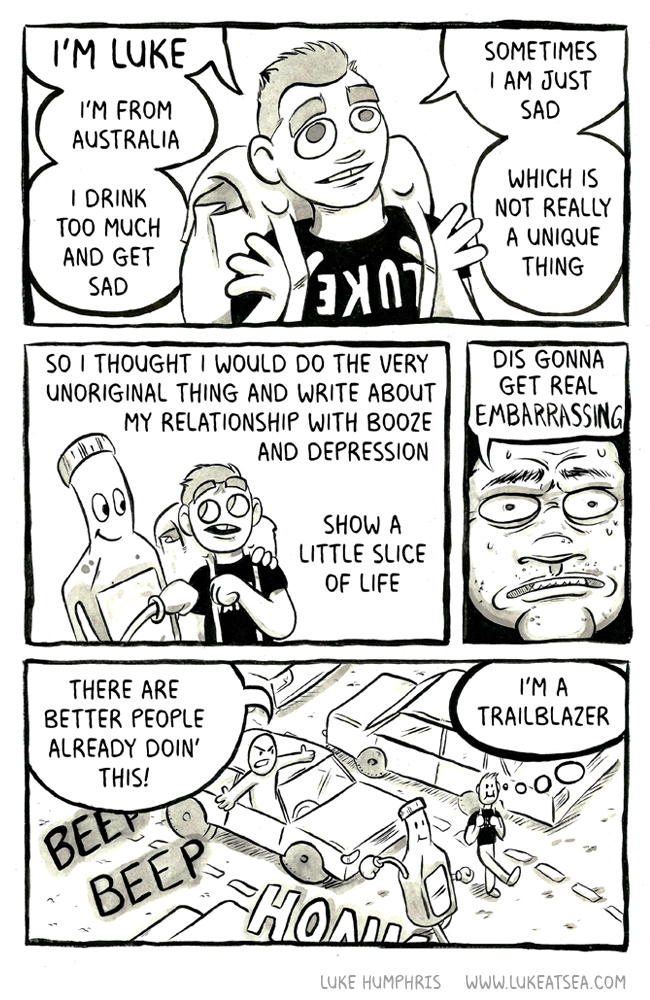 I'M LUKE
I'M FROM
AUSTRALIA
I DRINK
TOO MUCH
AND GET
SAD
SOMETIMES
I AM JUST
SAD
WHICH IS
NOT REALLY
A UNIQUE
THING
LUKE
SO I THOUGHT I WOULD DO THE VERY
UNORIGINAL THING AND WRITE ABOUT
MY RELATIONSHIP WITH BOOZE
AND DEPRESSION
SHOW A
LITTLE SLICE
OF LIFE
DIS GONNA
GET REAL
EMBARRASSING
THERE ARE
BETTER PEOPLE
ALREADY DOIN'
THIS!
I'M A
TRAILBLAZER
BEEP
BEEP
HONK
LUKE HUMPHRIS WWW.LUKEATSEA.COM